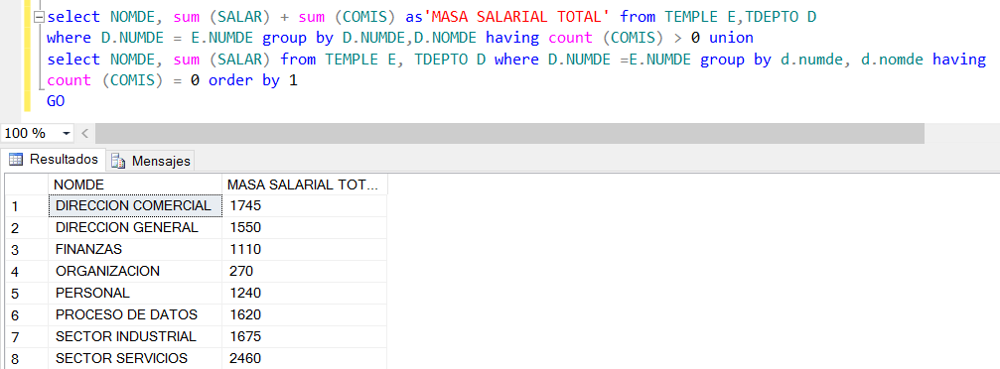 select NOMDE, sum (SALAR) + sum (COMIS) as'MASA SALARIAL TOTAL' from TEMPLE E,TDEPTO D
where D.NUMDE = E.NUMDE group by D.NUMDE,D.NOMDE having count (COMIS) > 0 union
select NOMDE, sum (SALAR) from TEMPLE E, TDEPTO D where D.NUMDE =E.NUMDE group by d.numde, d.nomde having
count (COMIS) = 0 order by 1
GO
100 %
Resultados Mensajes
NOMDE MASA SALARIAL TOT...
1 DIRECCION COMERCIAL 1745
2 DIRECCION GENERAL 1550
3 FINANZAS 1110
4 ORGANIZACION 270
5 PERSONAL 1240
6 PROCESO DE DATOS 1620
7 SECTOR INDUSTRIAL 1675
8 SECTOR SERVICIOS 2460